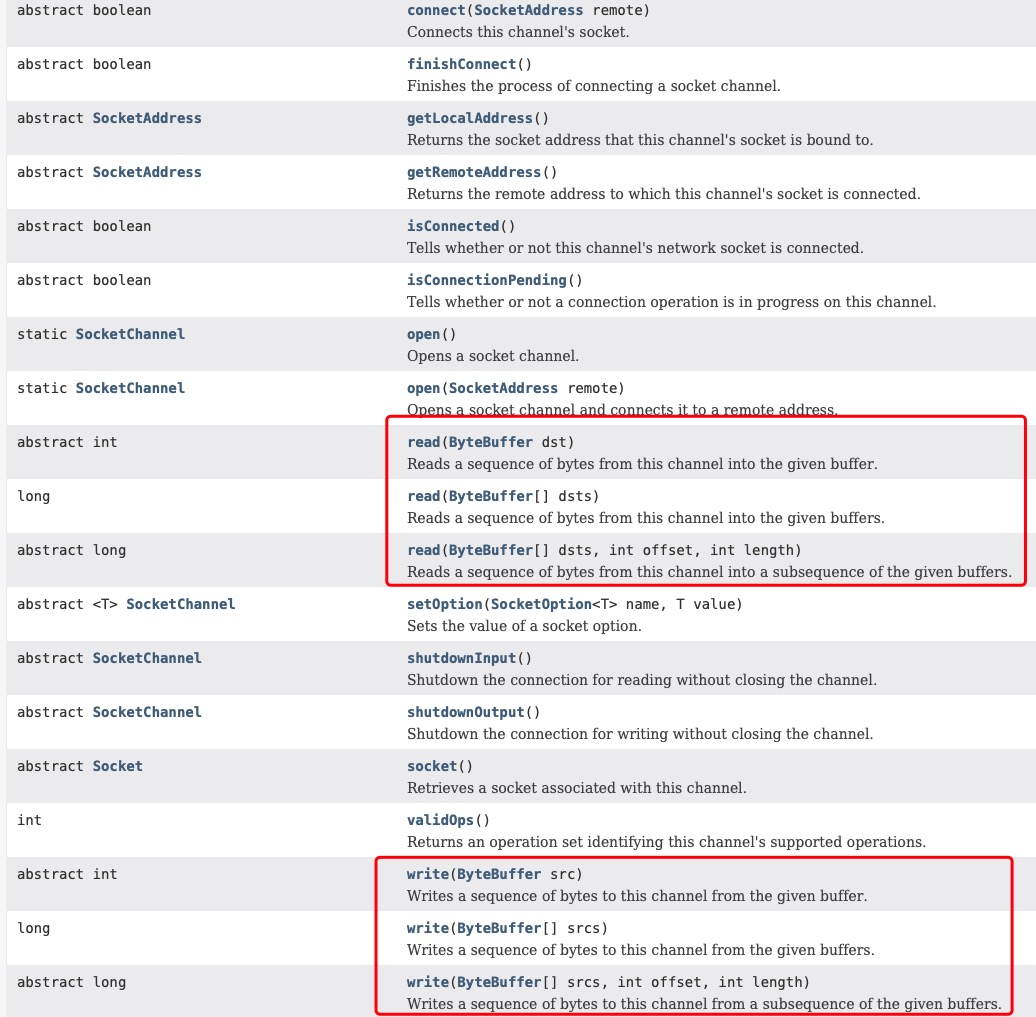 abstract boolean connect(SocketAddress remote)
Connects this channel's socket.
abstract boolean finishConnect()
Finishes the process of connecting a socket channel.
abstract SocketAddress getLocalAddress()
Returns the socket address that this channel's socket is bound to.
abstract SocketAddress getRemoteAddress()
Returns the remote address to which this channel's socket is connected.
abstract boolean isConnected()
Tells whether or not this channel's network socket is connected.
abstract boolean isConnectionPending()
Tells whether or not a connection operation is in progress on this channel.
static SocketChannel open()
Opens a socket channel.
static SocketChannel open(SocketAddress remote)
Opens a socket channel and connects it to a remote address.
abstract int read(ByteBuffer dst)
Reads a sequence of bytes from this channel into the given buffer.
long read(ByteBuffer[] dsts)
Reads a sequence of bytes from this channel into the given buffers.
abstract long read(ByteBuffer[] dsts, int offset, int length)
Reads a sequence of bytes from this channel into a subsequence of the given buffers.
abstract <T> SocketChannel setOption(SocketOption<T> name, T value)
Sets the value of a socket option.
abstract SocketChannel shutdownInput()
Shutdown the connection for reading without closing the channel.
abstract SocketChannel shutdownOutput()
Shutdown the connection for writing without closing the channel.
abstract Socket socket()
Retrieves a socket associated with this channel.
int validOps()
Returns an operation set identifying this channel's supported operations.
abstract int write(ByteBuffer src)
Writes a sequence of bytes to this channel from the given buffer.
long write(ByteBuffer[] srcs)
Writes a sequence of bytes to this channel from the given buffers.
abstract long write(ByteBuffer[] srcs, int offset, int length)
Writes a sequence of bytes to this channel from a subsequence of the given buffers.